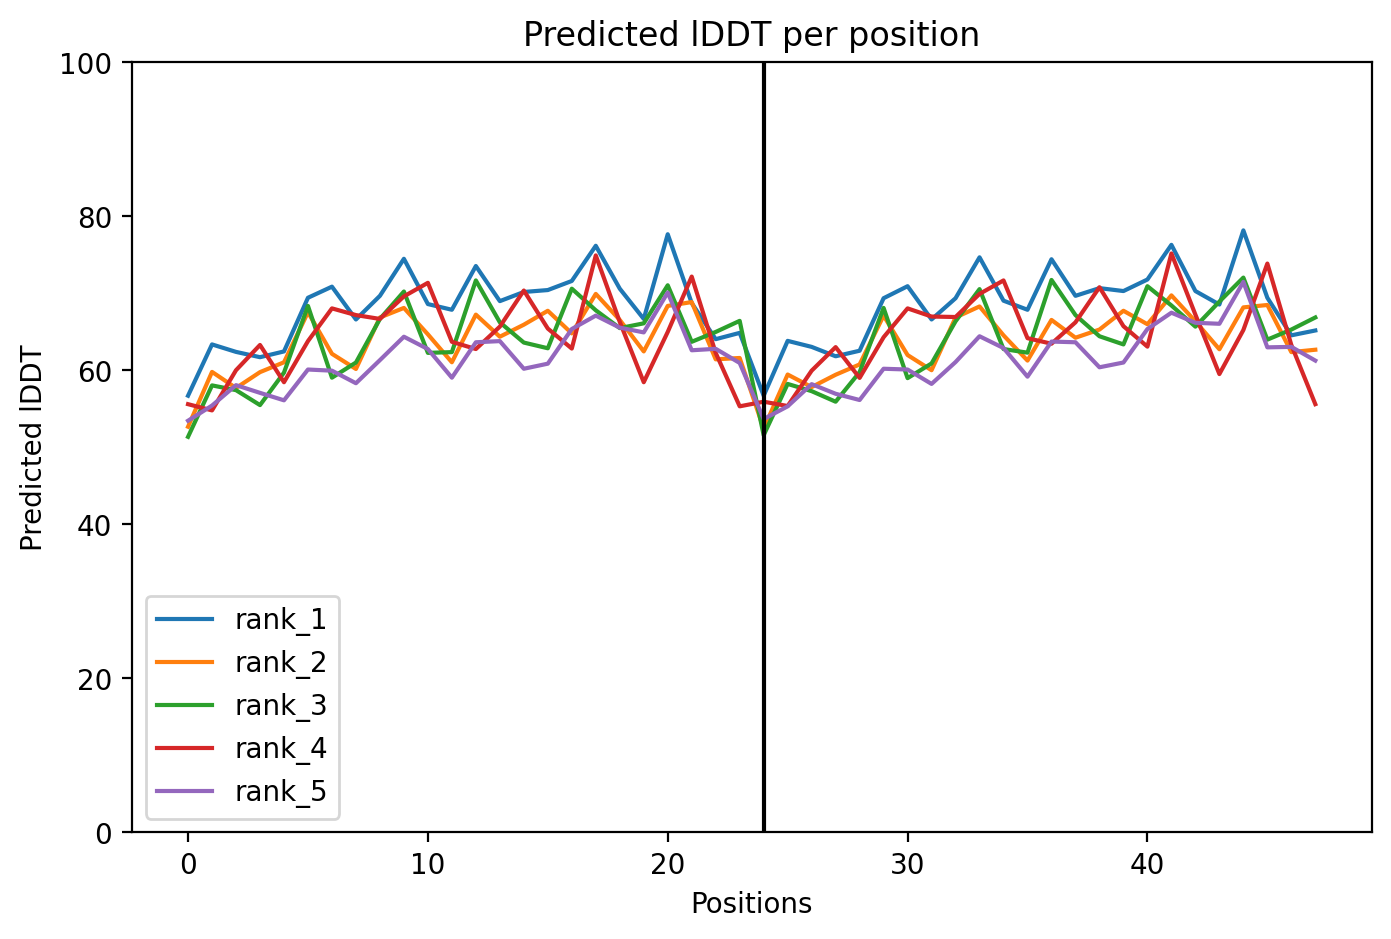 Predicted lDDT per position
Predicted lDDT
100
80
60
40
20
0
rank_1
rank_2
rank_3
rank_4
rank_5
0 10 20 30 40
Positions